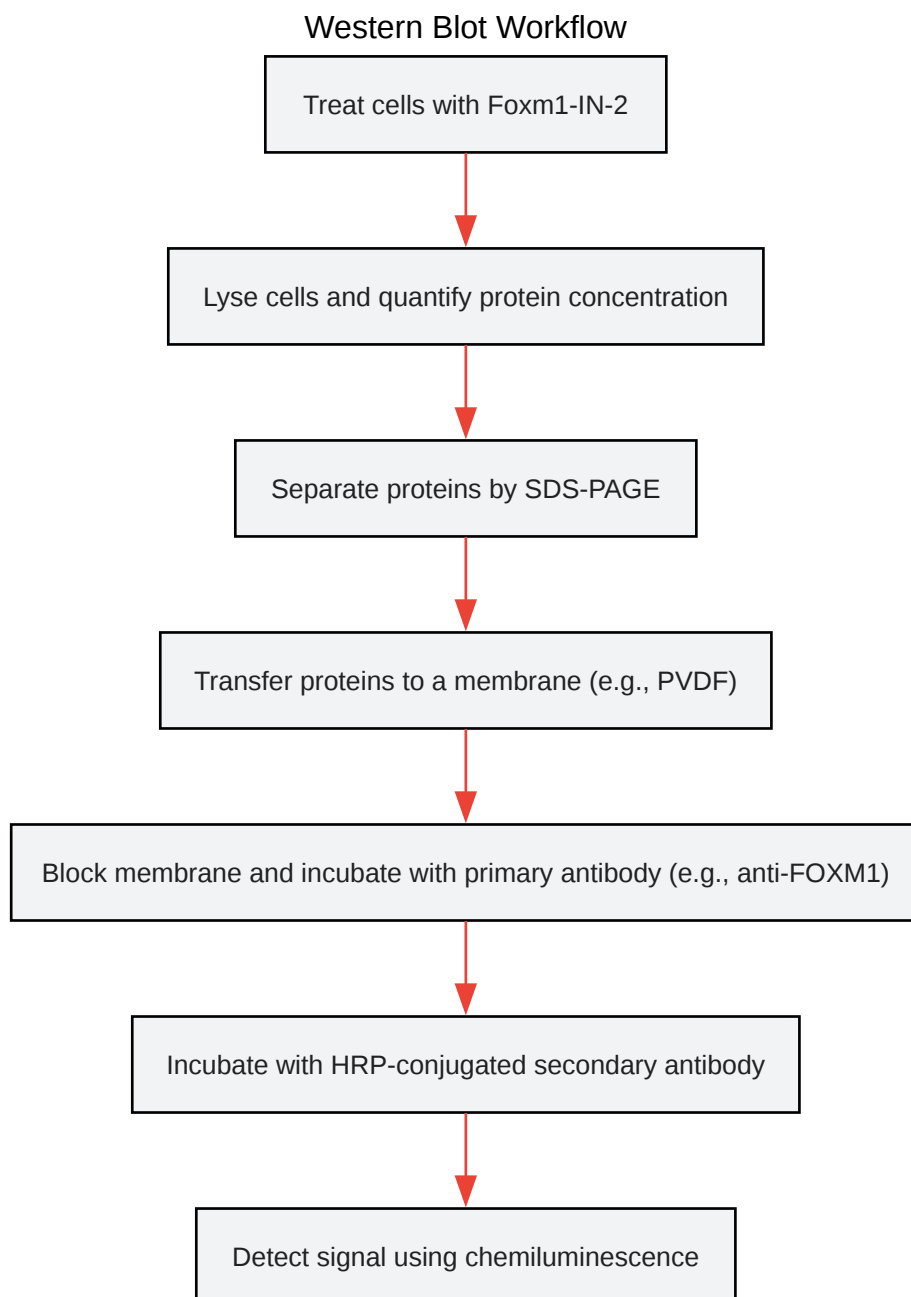 Western Blot Workflow
Treat cells with Foxm1-IN-2
Lyse cells and quantify protein concentration
Separate proteins by SDS-PAGE
Transfer proteins to a membrane (e.g., PVDF)
Block membrane and incubate with primary antibody (e.g., anti-FOXM1)
Incubate with HRP-conjugated secondary antibody
Detect signal using chemiluminescence